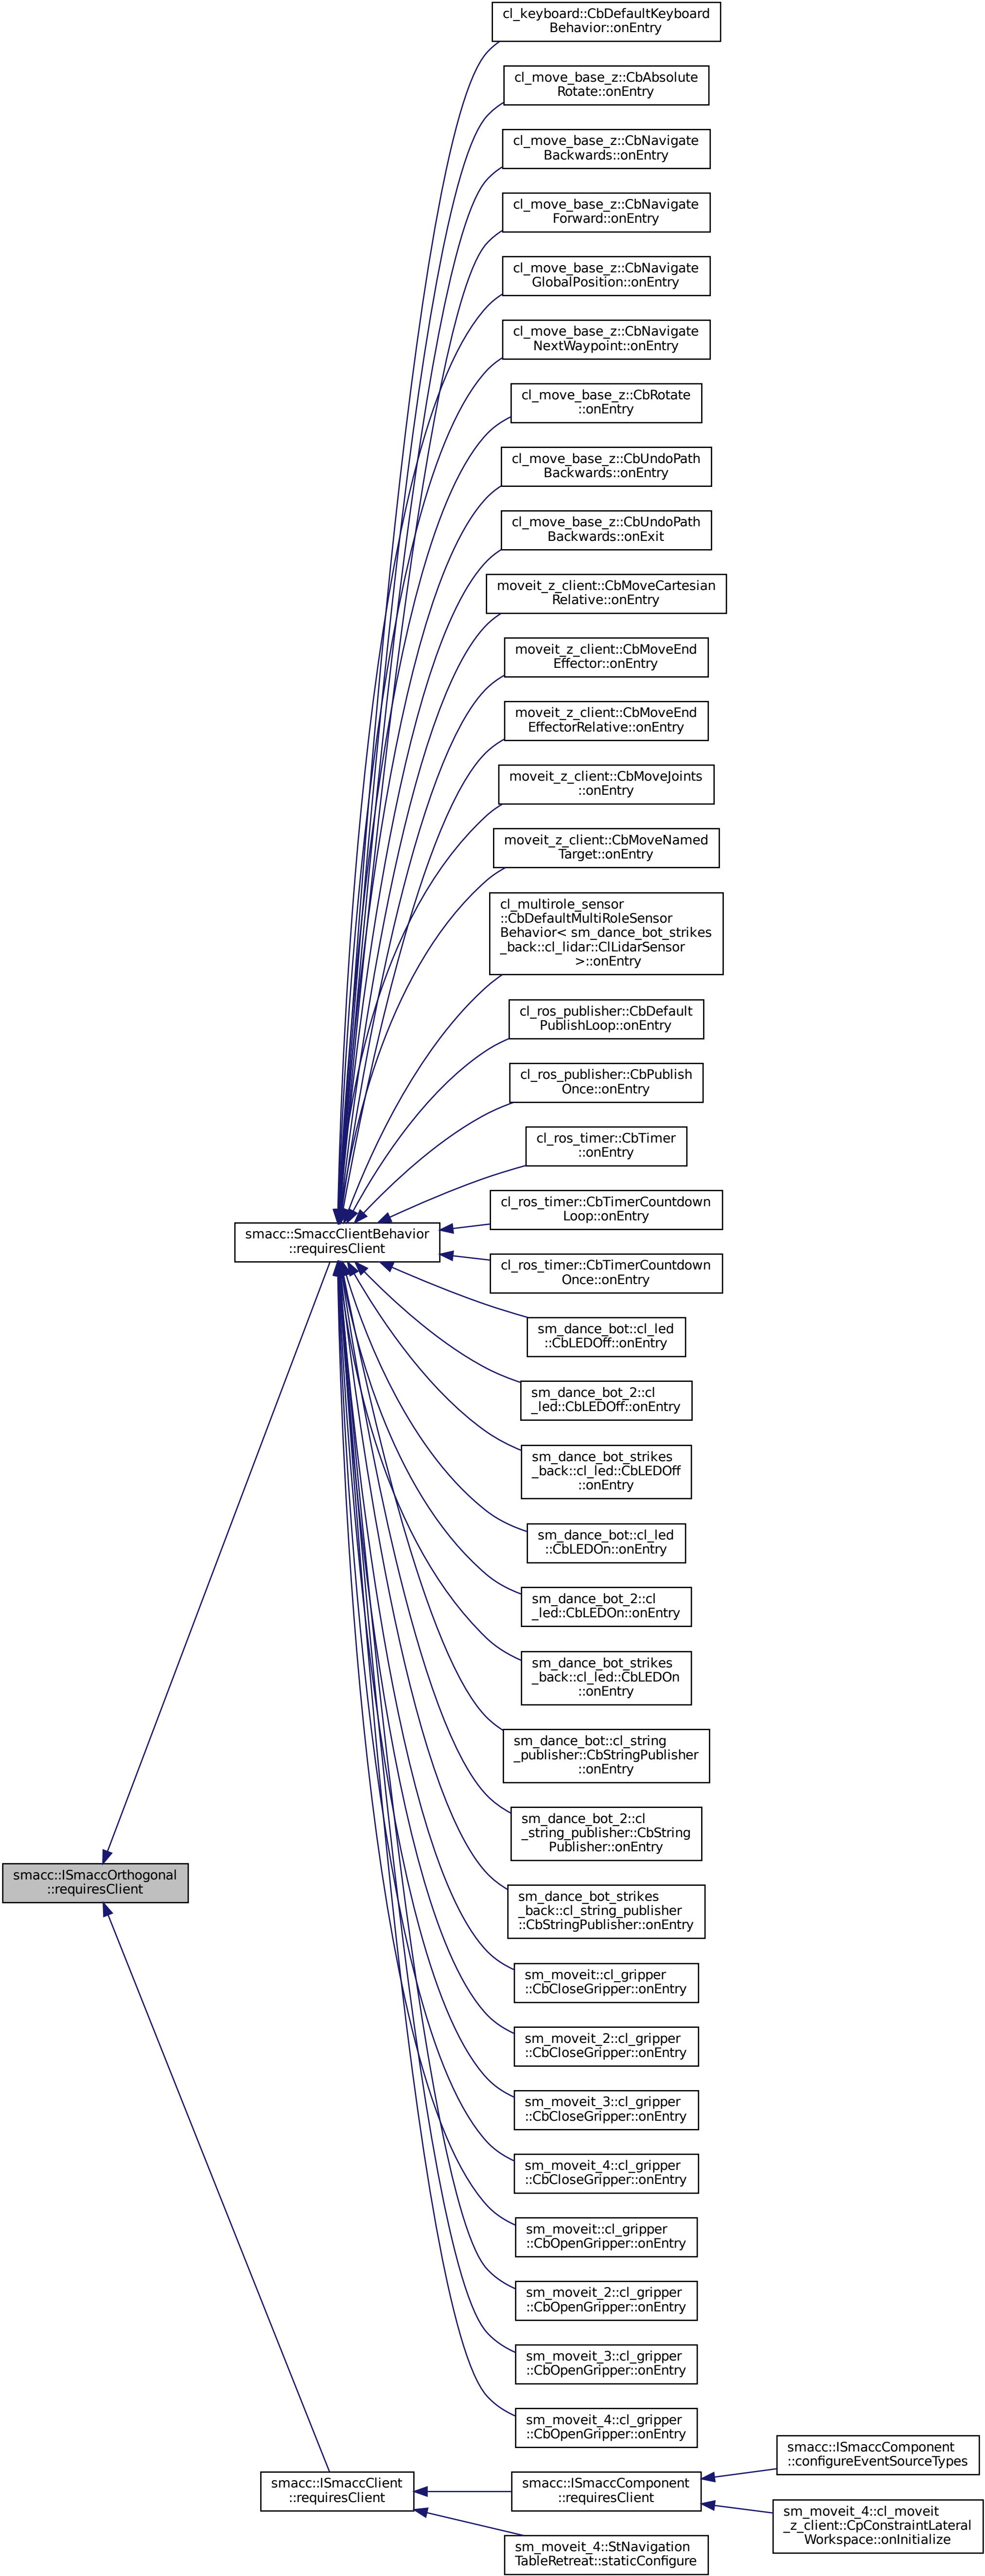 cl_keyboard::CbDefaultKeyboard
Behavior::onEntry
cl_move_base_z::CbAbsolute
Rotate::onEntry
cl_move_base_z::CbNavigate
Backwards::onEntry
cl_move_base_z::CbNavigate
Forward::onEntry
cl_move_base_z::CbNavigate
GlobalPosition::onEntry
cl_move_base_z::CbNavigate
NextWaypoint::onEntry
cl_move_base_z::CbRotate
::onEntry
cl_move_base_z::CbUndoPath
Backwards::onEntry
cl_move_base_z::CbUndoPath
Backwards::onExit
moveit_z_client::CbMoveCartesian
Relative::onEntry
moveit_z_client::CbMoveEnd
Effector::onEntry
moveit_z_client::CbMoveEnd
EffectorRelative::onEntry
moveit_z_client::CbMoveJoints
::onEntry
moveit_z_client::CbMoveNamed
Target::onEntry
cl_multirole_sensor
::CbDefaultMultiRoleSensor
Behavior< sm_dance_bot_strikes
_back::cl_lidar::ClLidarSensor
>::onEntry
cl_ros_publisher::CbDefault
PublishLoop::onEntry
cl_ros_publisher::CbPublish
Once::onEntry
cl_ros_timer::CbTimer
::onEntry
cl_ros_timer::CbTimerCountdown
Loop::onEntry
smacc::SmaccClientBehavior
::requiresClient
cl_ros_timer::CbTimerCountdown
Once::onEntry
sm_dance_bot::cl_led
::CbLEDOff::onEntry
sm_dance_bot_2::cl
_led::CbLEDOff::onEntry
sm_dance_bot_strikes
_back::cl_led::CbLEDOff
::onEntry
sm_dance_bot::cl_led
::CbLEDOn::onEntry
sm_dance_bot_2::cl
_led::CbLEDOn::onEntry
sm_dance_bot_strikes
_back::cl_led::CbLEDOn
::onEntry
sm_dance_bot::cl_string
_publisher::CbStringPublisher
::onEntry
sm_dance_bot_2::cl
_string_publisher::CbString
Publisher::onEntry
smacc::ISmaccOrthogonal
::requiresClient
sm_dance_bot_strikes
_back::cl_string_publisher
::CbStringPublisher::onEntry
sm_moveit::cl_gripper
::CbCloseGripper::onEntry
sm_moveit_2::cl_gripper
::CbCloseGripper::onEntry
sm_moveit_3::cl_gripper
::CbCloseGripper::onEntry
sm_moveit_4::cl_gripper
::CbCloseGripper::onEntry
sm_moveit::cl_gripper
::CbOpenGripper::onEntry
sm_moveit_2::cl_gripper
::CbOpenGripper::onEntry
sm_moveit_3::cl_gripper
::CbOpenGripper::onEntry
sm_moveit_4::cl_gripper
::CbOpenGripper::onEntry
smacc::ISmaccComponent
::configureEventSourceTypes
smacc::ISmaccClient
::requiresClient
smacc::ISmaccComponent
::requiresClient
sm_moveit_4::cl_moveit
_z_client::CpConstraintLateral
Workspace::onInitialize
sm_moveit_4::StNavigation
TableRetreat::staticConfigure